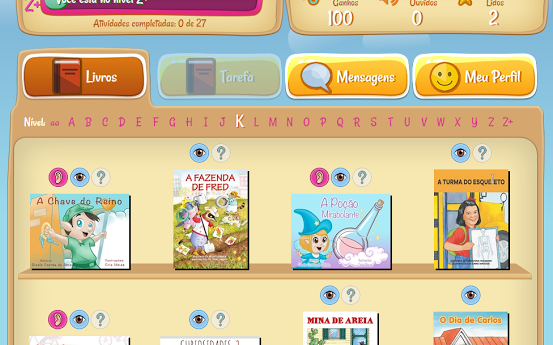 Z+
Você está no nível Z+
Atividades completadas: 0 de 27
Ganhos
100
Ouvidos
0
Lidos
2
Livros
Tarefa
Mensagens
Meu Perfil
Nível: aa A B C D E F G H I J K L M N O P Q R S T U V W X Y Z Z+
A Chave do Reino
A FAZENDA
DE FRED
A Poção
Mirabolante
A TURMA DO ESQUELETO
MINA DE AREIA
O Dia de Carlos